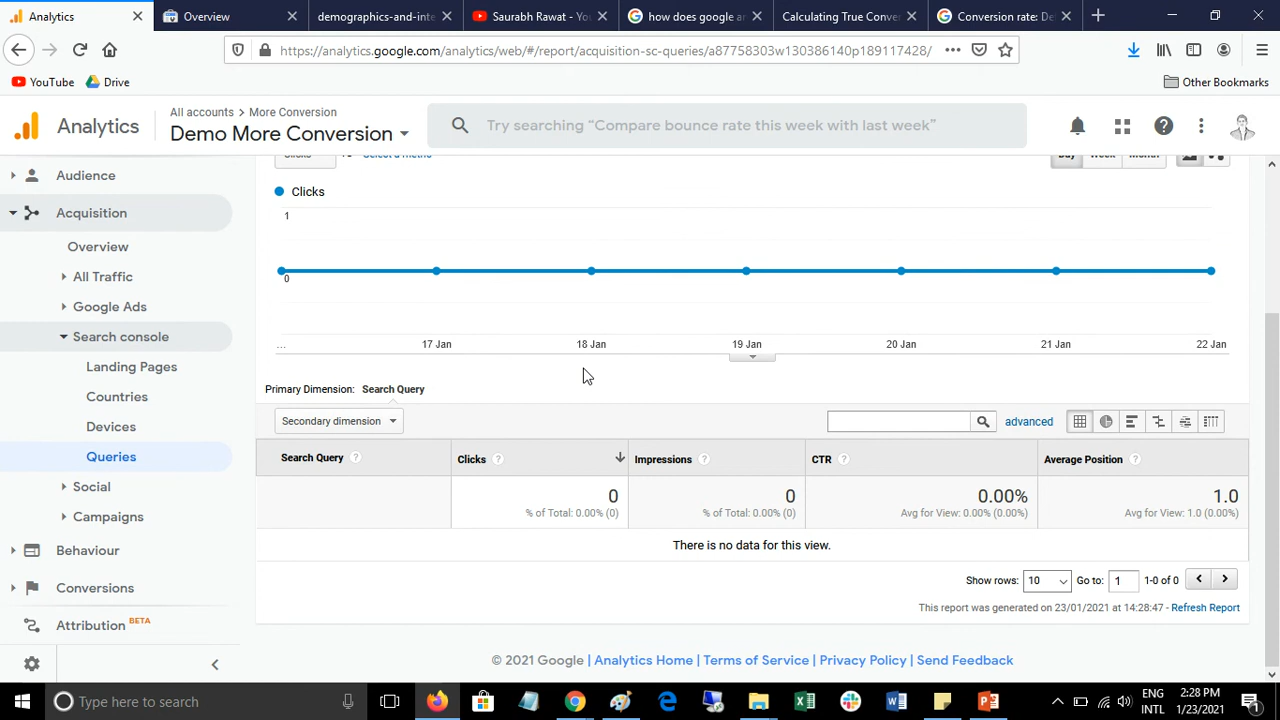 Analytics
Overview
demographics-and-inte
Saurabh Rawat - You
how does google an
Calculating True Conver
Conversion rate: De
https://analytics.google.com/analytics/web/#/report/acquisition-sc-queries/a87758303w130386140p189117428/
YouTube
Drive
Other Bookmarks
Analytics
All accounts > More Conversion
Demo More Conversion
Try searching “Compare bounce rate this week with last week”
Audience
Acquisition
Overview
All Traffic
Google Ads
Search console
Landing Pages
Countries
Devices
Queries
Social
Campaigns
Behaviour
Conversions
Attribution BETA
Clicks
Select a metric
Day Week Month
Clicks
1
0
... 17 Jan 18 Jan 19 Jan 20 Jan 21 Jan 22 Jan
Primary Dimension: Search Query
Secondary dimension
advanced
Search Query Clicks Impressions CTR Average Position
0 0 0.00% 1.0
% of Total: 0.00% (0) % of Total: 0.00% (0) Avg for View: 0.00% (0.00%) Avg for View: 1.0 (0.00%)
There is no data for this view.
Show rows: 10 Go to: 1 1-0 of 0
This report was generated on 23/01/2021 at 14:28:47 - Refresh Report
© 2021 Google | Analytics Home | Terms of Service | Privacy Policy | Send Feedback
Type here to search
ENG
INTL
2:28 PM
1/23/2021
1